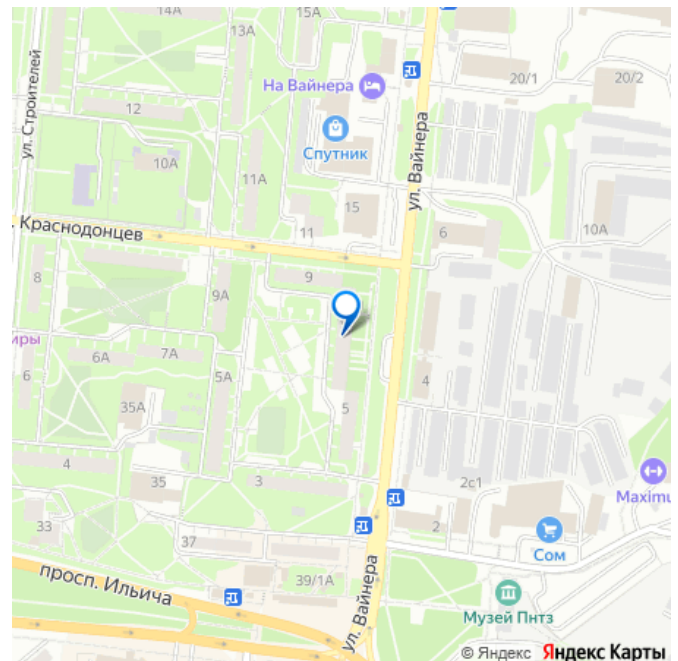 14А
15А
13А
20/1
20/2
На Вайнера
ул. Строителей
12
Спутник
ул. Вайнера
10А
11А
15
. Краснодонцев
11
6
10А
8
9
9А
иры
6А
7А
5А
4
6
35А
5
4
35
3
2с1
Maximu
33
37
2
Сом
просп. Ильича
39/1А
ул. Вайнера
Музей Пнтз
© Яндекс Яндекс Карты